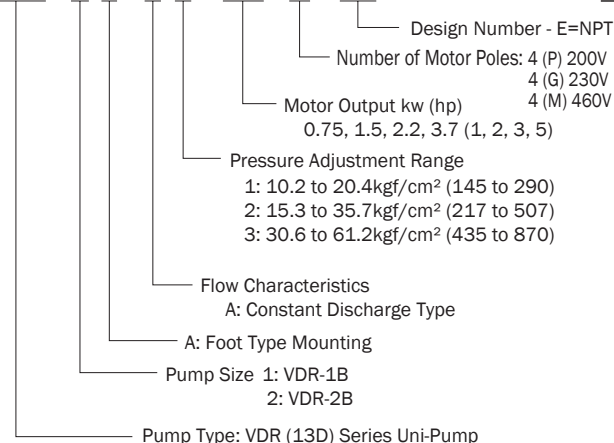 Design Number - E=NPT
Number of Motor Poles: 4 (P) 200V
4 (G) 230V
4 (M) 460V
Motor Output kw (hp)
0.75, 1.5, 2.2, 3.7 (1, 2, 3, 5)
Pressure Adjustment Range
1: 10.2 to 20.4kgf/cm² (145 to 290)
2: 15.3 to 35.7kgf/cm² (217 to 507)
3: 30.6 to 61.2kgf/cm² (435 to 870)
Flow Characteristics
A: Constant Discharge Type
A: Foot Type Mounting
Pump Size 1: VDR-1B
2: VDR-2B
Pump Type: VDR (13D) Series Uni-Pump